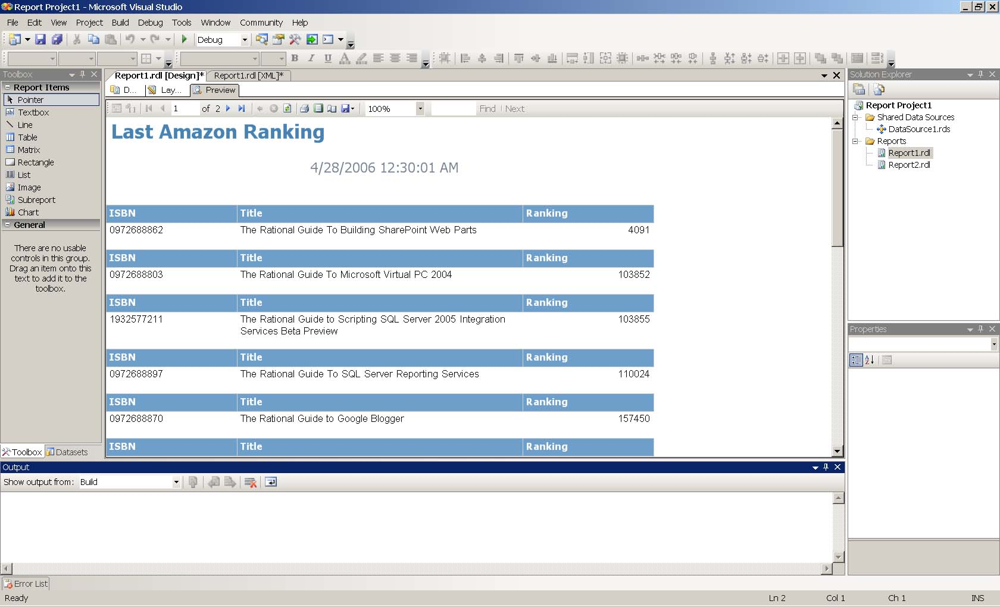 Report Project1 - Microsoft Visual Studio
File Edit View Project Build Debug Tools Window Community Help
Debug
B I U A
Toolbox
Report Items
Pointer
Textbox
Line
Table
Matrix
Rectangle
List
Image
Subreport
Chart
General
There are no usable
controls in this group.
Drag an item onto this
text to add it to the
toolbox.
Toolbox Datasets
Report1.rdl [Design]* Report1.rdl [XML]*
D... Lay... Preview
1 of 2 100% Find Next
Last Amazon Ranking
4/28/2006 12:30:01 AM
ISBN Title Ranking
0972688862 The Rational Guide To Building SharePoint Web Parts 4091
ISBN Title Ranking
0972688803 The Rational Guide To Microsoft Virtual PC 2004 103852
ISBN Title Ranking
1932577211 The Rational Guide to Scripting SQL Server 2005 Integration 103855
Services Beta Preview
ISBN Title Ranking
0972688897 The Rational Guide To SQL Server Reporting Services 110024
ISBN Title Ranking
0972688870 The Rational Guide to Google Blogger 157450
ISBN Title Ranking
Solution Explorer
Report Project1
Shared Data Sources
DataSource1.rds
Reports
Report1.rdl
Report2.rdl
Properties
Output
Show output from: Build
Error List
Ready Ln 2 Col 1 Ch 1 INS